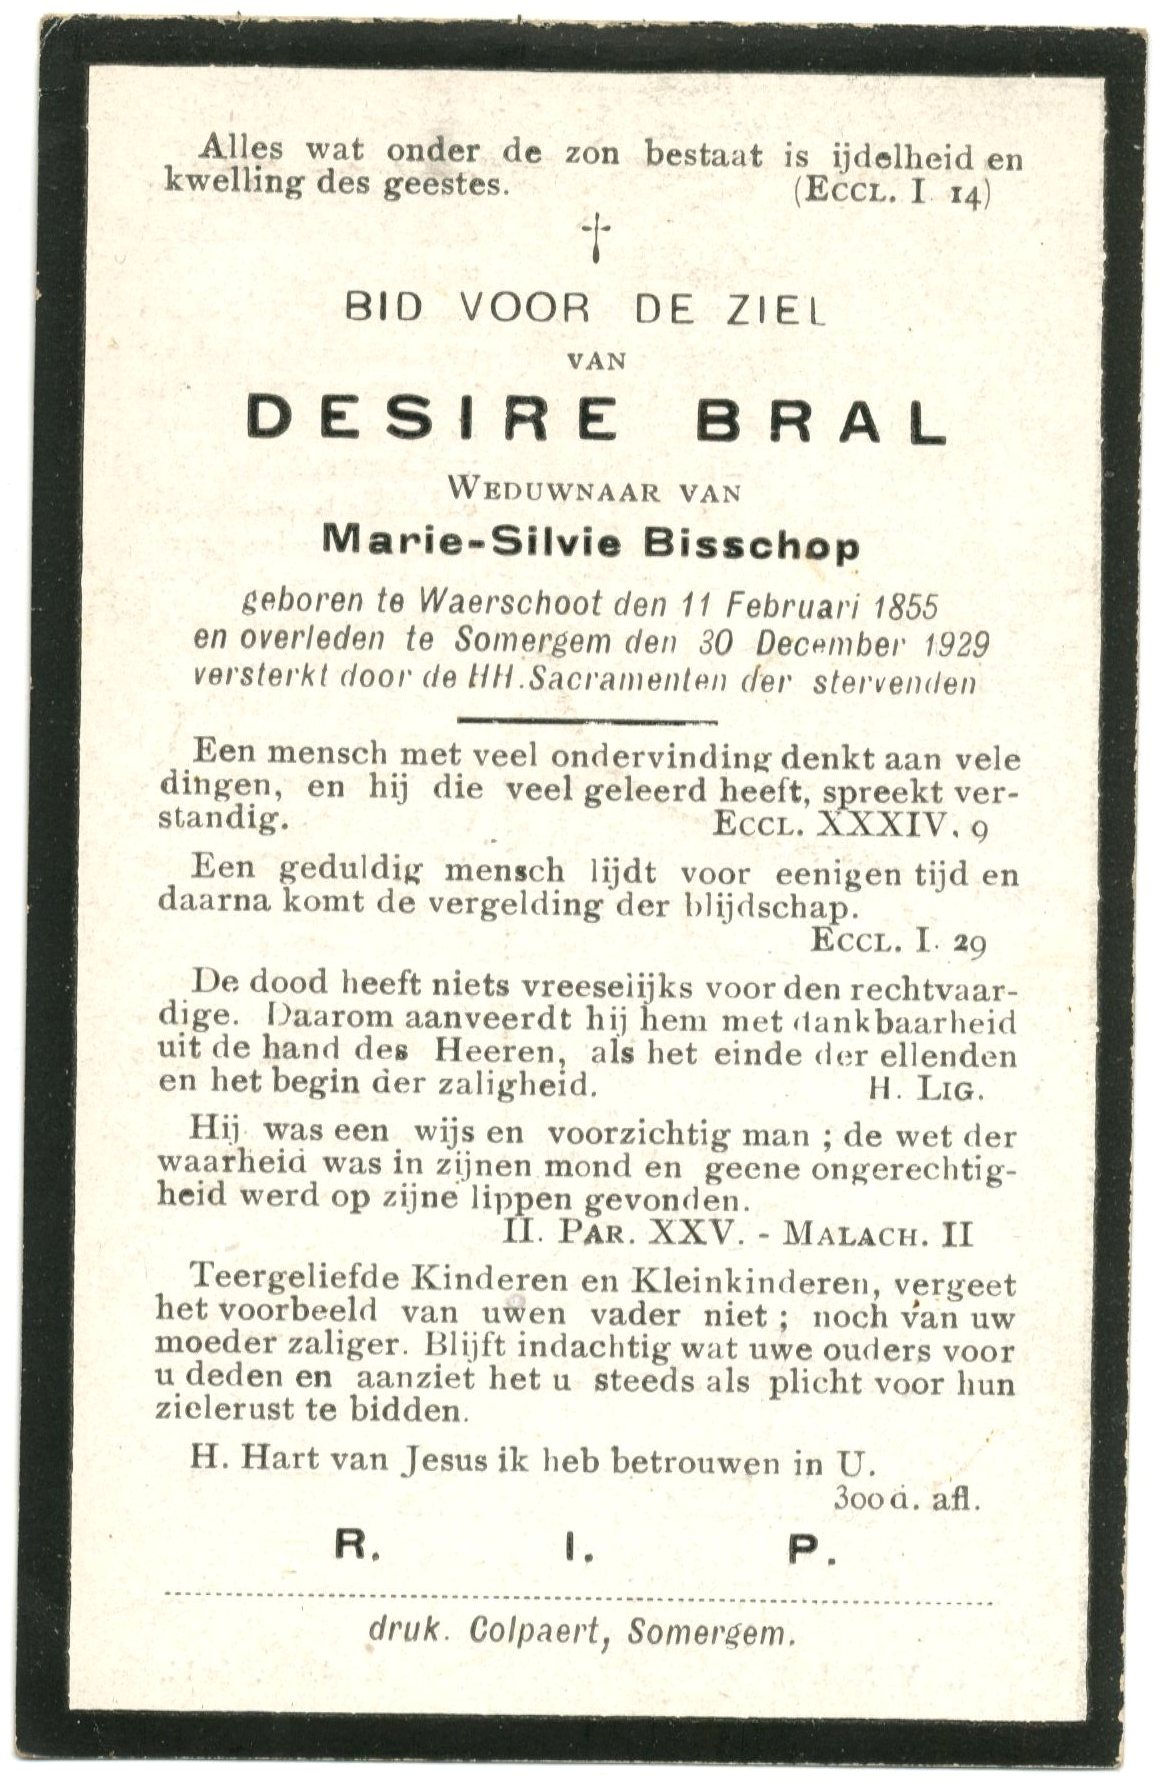 Alles wat onder de zon bestaat is ijdelheid en
kwelling des geestes. (ECCL. I. 14)
BID VOOR DE ZIEL
VAN
DESIRE BRAL
WEDUWNAAR VAN
Marie-Silvie Bisschop
geboren te Waerschoot den 11 Februari 1855
en overleden te Somergem den 30 December 1929
versterkt door de HH. Sacramenten der stervenden
Een mensch met veel ondervinding denkt aan vele
dingen, en hij die veel geleerd heeft, spreekt ver-
standig. ECCL. XXXIV. 9
Een geduldig mensch lijdt voor eenigen tijd en
daarna komt de vergelding der blijdschap.
ECCL. I. 29
De dood heeft niets vreeselijks voor den rechtvaar-
dige. Daarom aanveerdt hij hem met dankbaarheid
uit de hand des Heeren, als het einde der ellenden
en het begin der zaligheid. H. LIG.
Hij was een wijs en voorzichtig man ; de wet der
waarheid was in zijnen mond en geene ongerechtig-
heid werd op zijne lippen gevonden.
II. PAR. XXV. - MALACH. II
Teergeliefde Kinderen en Kleinkinderen, vergeet
het voorbeeld van uwen vader niet ; noch van uw
moeder zaliger. Blijft indachtig wat uwe ouders voor
u deden en aanziet het u steeds als plicht voor hun
zielerust te bidden.
H. Hart van Jesus ik heb betrouwen in U.
300 d. afl.
R. I. P.
druk. Colpaert, Somergem.